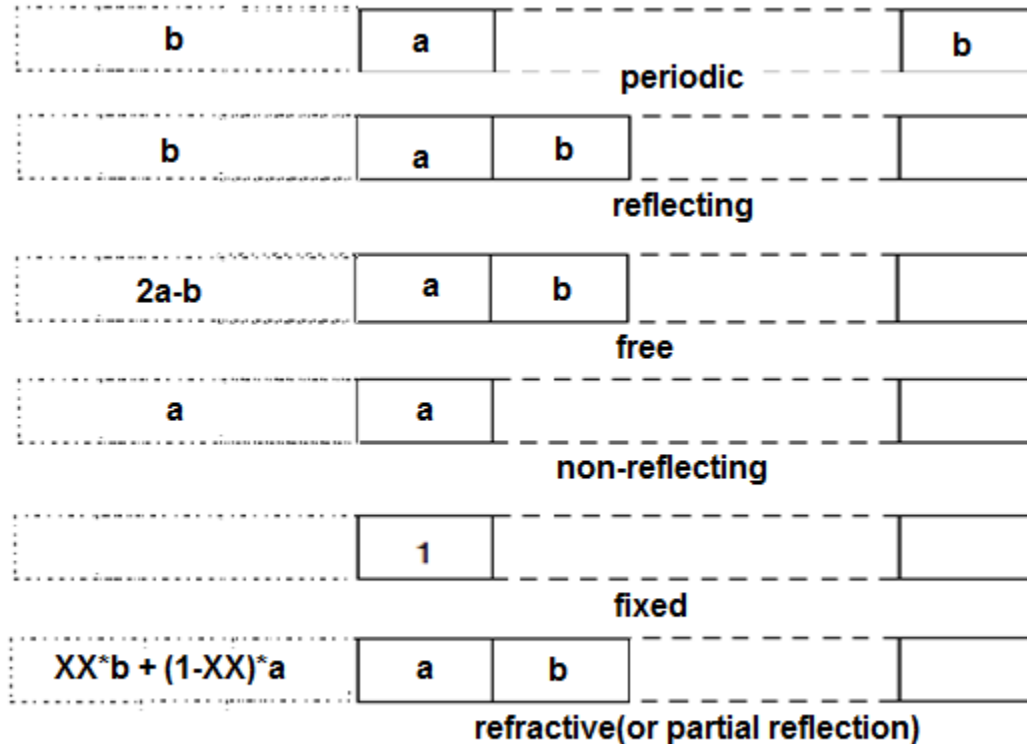 b a b
periodic
b a b
reflecting
2a-b a b
free
a a
non-reflecting
1
fixed
XX*b + (1-XX)*a a b
refractive(or partial reflection)